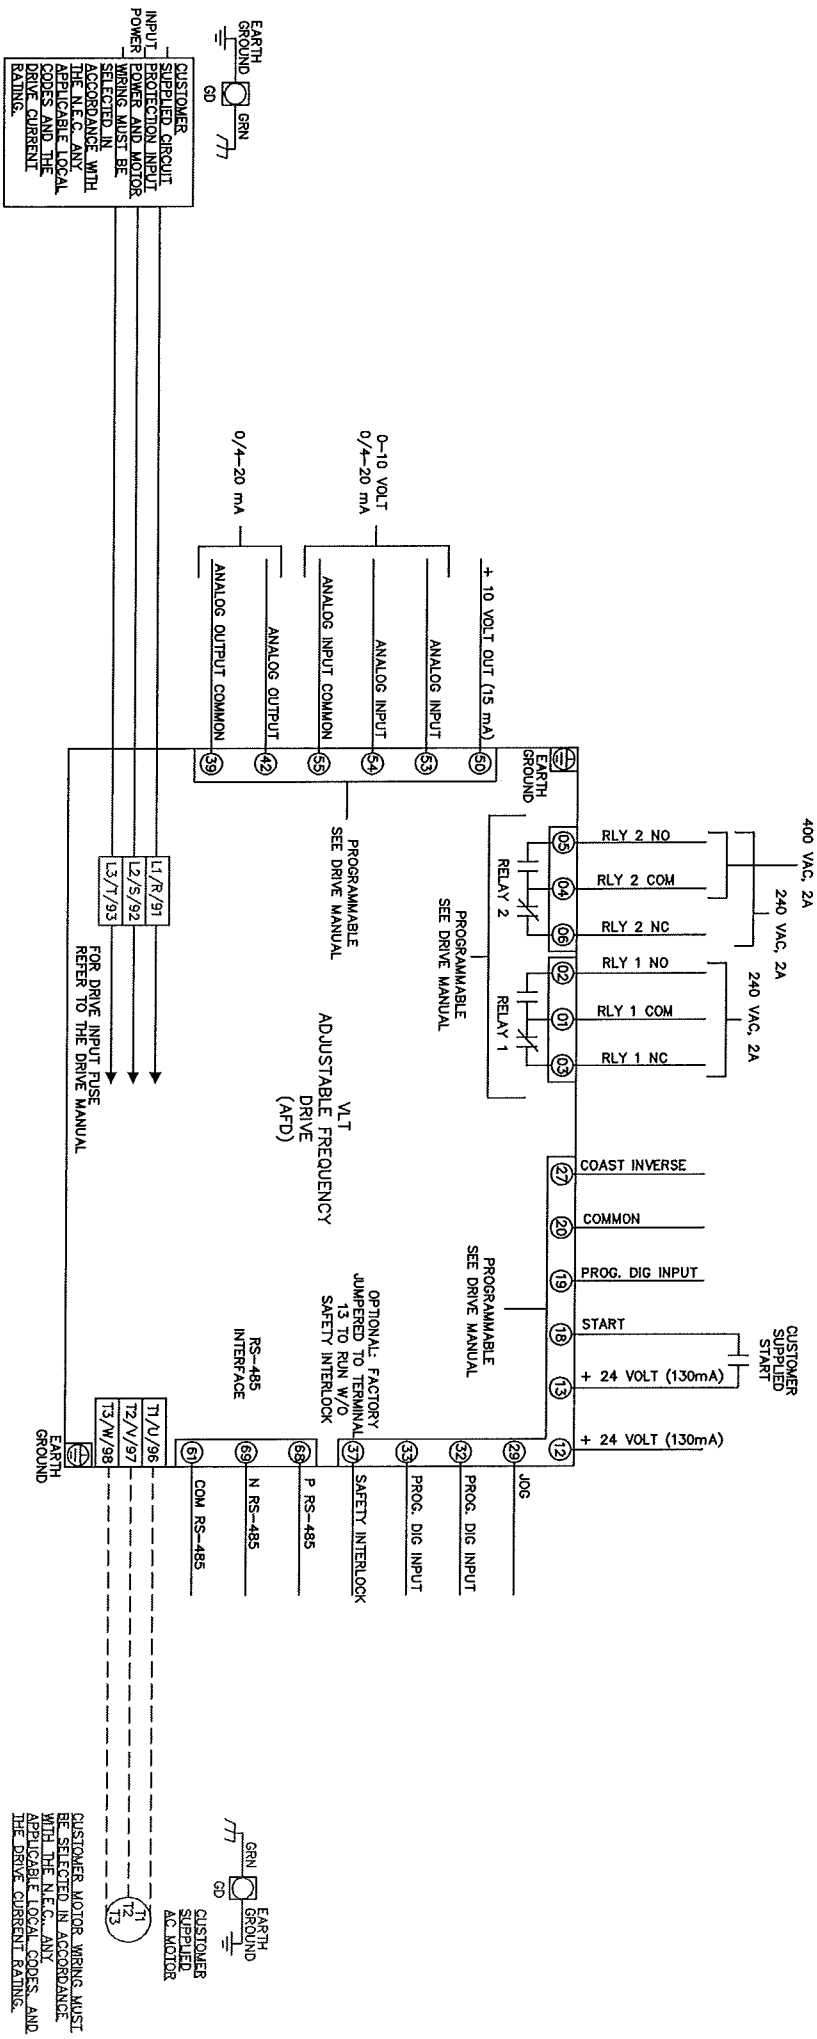 INPUT
POWER
EARTH
GROUND
GRN
GD
CUSTOMER
SUPPLIED CIRCUIT
PROTECTION INPUT
POWER AND MOTOR
WIRING MUST BE
SELECTED IN
ACCORDANCE WITH
THE N.E.C. ANY
APPLICABLE LOCAL
CODES AND THE
DRIVE CURRENT
RATING.
0-10 VOLT
0/4-20 mA
0/4-20 mA
+ 10 VOLT OUT (15 mA)
ANALOG INPUT
ANALOG INPUT
ANALOG INPUT COMMON
ANALOG OUTPUT
ANALOG OUTPUT COMMON
50
53
54
55
42
39
EARTH
GROUND
PROGRAMMABLE
SEE DRIVE MANUAL
400 VAC, 2A
240 VAC, 2A
240 VAC, 2A
RLY 2 NO
RLY 2 COM
RLY 2 NC
RLY 1 NO
RLY 1 COM
RLY 1 NC
05
04
06
02
01
03
RELAY 2
RELAY 1
PROGRAMMABLE
SEE DRIVE MANUAL
L1/R/91
L2/S/92
L3/T/93
FOR DRIVE INPUT FUSE
REFER TO THE DRIVE MANUAL
VLT
ADJUSTABLE FREQUENCY
DRIVE
(AFD)
COAST INVERSE
COMMON
PROG. DIG INPUT
START
+ 24 VOLT (130mA)
+ 24 VOLT (130mA)
CUSTOMER
SUPPLIED
START
27
20
19
18
13
12
PROGRAMMABLE
SEE DRIVE MANUAL
OPTIONAL: FACTORY
JUMPERED TO TERMINAL
13 TO RUN W/O
SAFETY INTERLOCK
RS-485
INTERFACE
29
32
33
37
68
69
61
JOG
PROG. DIG INPUT
PROG. DIG INPUT
SAFETY INTERLOCK
P RS-485
N RS-485
COM RS-485
T1/U/96
T2/V/97
T3/W/98
EARTH
GROUND
GRN
GD
EARTH
GROUND
CUSTOMER
SUPPLIED
AC MOTOR
T1
T2
T3
CUSTOMER MOTOR WIRING MUST
BE SELECTED IN ACCORDANCE
WITH THE N.E.C., ANY
APPLICABLE LOCAL CODES, AND
THE DRIVE CURRENT RATING.